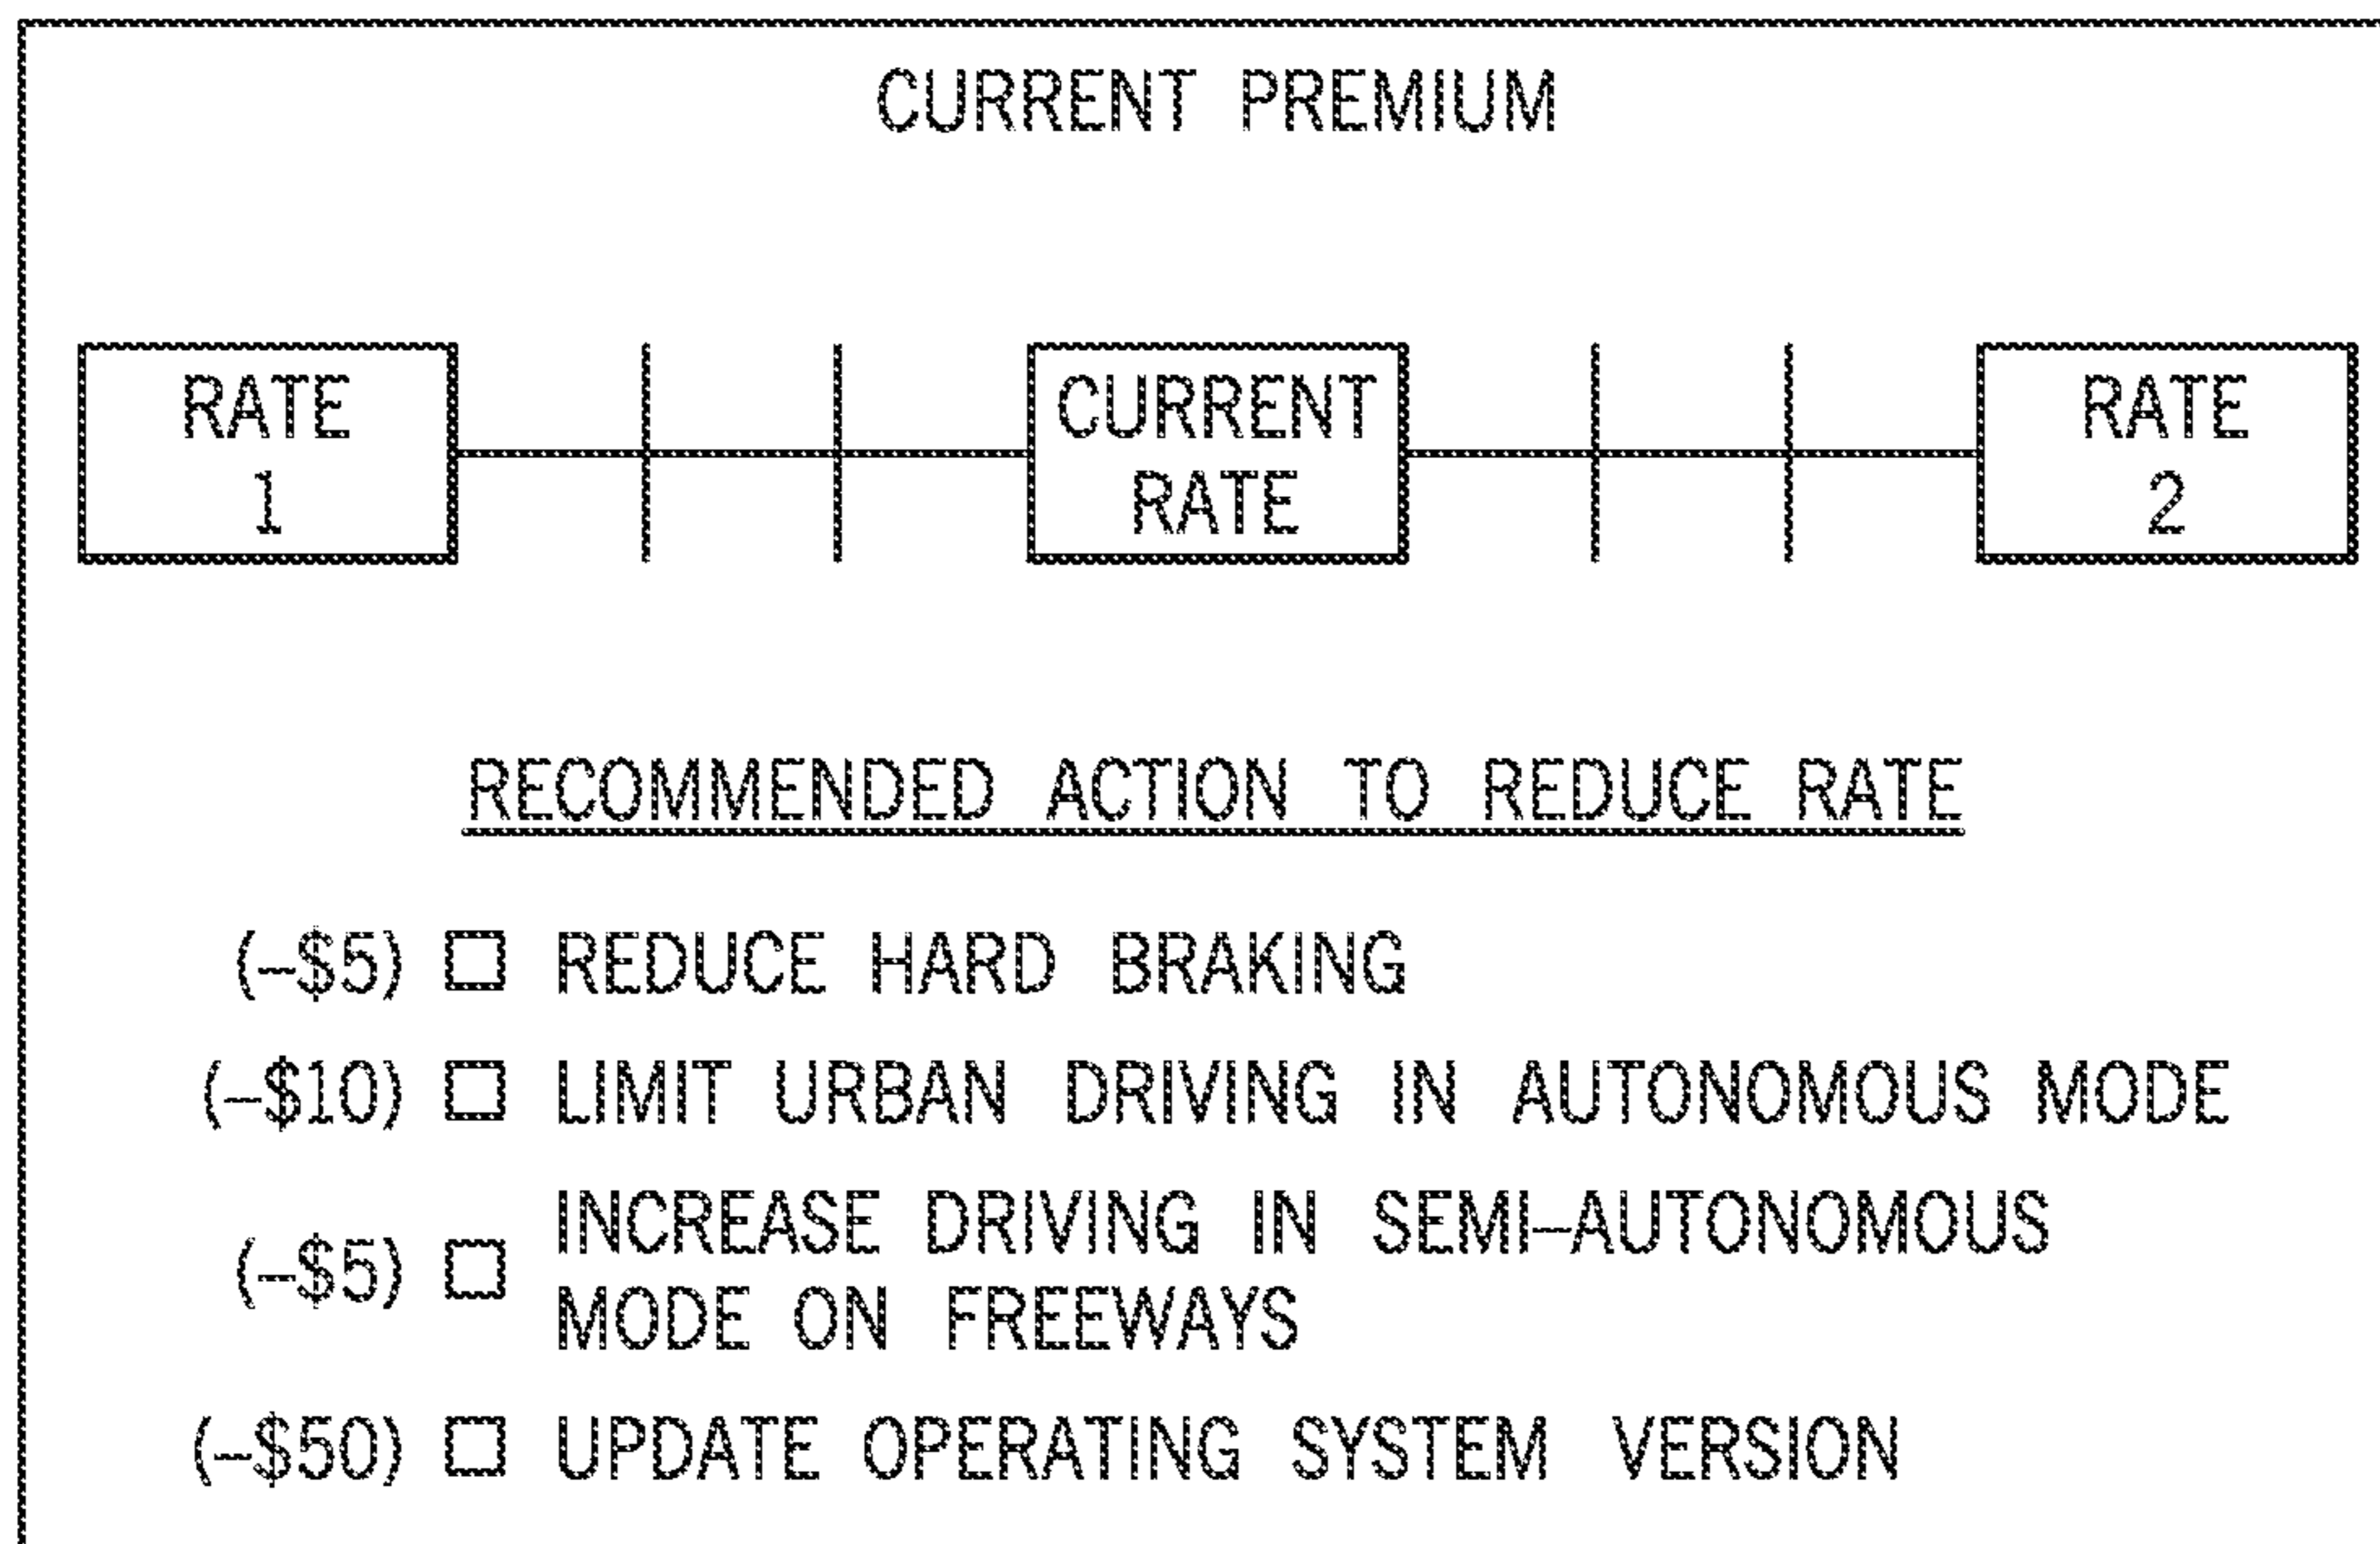 CURRENT PREMIUM
RATE
1
CURRENT
RATE
RATE
2
RECOMMENDED ACTION TO REDUCE RATE
(–$5) □ REDUCE HARD BRAKING
(–$10) □ LIMIT URBAN DRIVING IN AUTONOMOUS MODE
(–$5) □ INCREASE DRIVING IN SEMI–AUTONOMOUS
MODE ON FREEWAYS
(–$50) □ UPDATE OPERATING SYSTEM VERSION